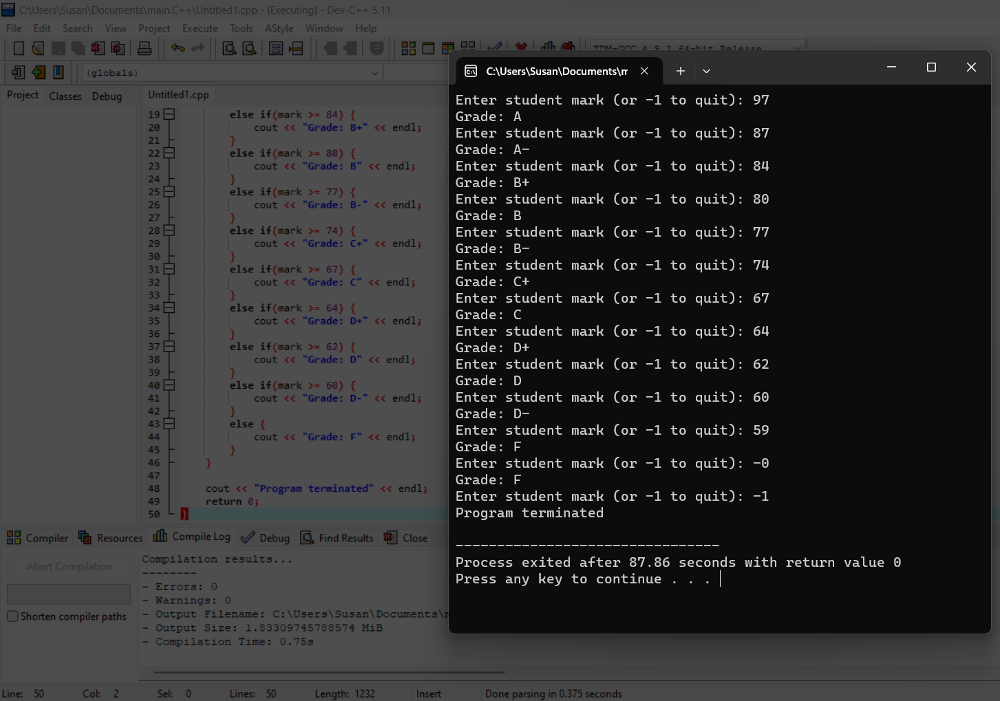 C:\Users\Susan\Documents\main.C++\Untitled1.cpp - [Executing] - Dev-C++ 5.11
File Edit Search View Project Execute Tools AStyle Window Help
TDM-GCC 4.9.2 64-bit Release
(globals)
Project Classes Debug
Untitled1.cpp
19 else if(mark >= 84) {
20 cout << "Grade: B+" << endl;
21 }
22 else if(mark >= 80) {
23 cout << "Grade: B" << endl;
24 }
25 else if(mark >= 77) {
26 cout << "Grade: B-" << endl;
27 }
28 else if(mark >= 74) {
29 cout << "Grade: C+" << endl;
30 }
31 else if(mark >= 67) {
32 cout << "Grade: C" << endl;
33 }
34 else if(mark >= 64) {
35 cout << "Grade: D+" << endl;
36 }
37 else if(mark >= 62) {
38 cout << "Grade: D" << endl;
39 }
40 else if(mark >= 60) {
41 cout << "Grade: D-" << endl;
42 }
43 else {
44 cout << "Grade: F" << endl;
45 }
46 }
47
48 cout << "Program terminated" << endl;
49 return 0;
50 }
C:\Users\Susan\Documents\m
Enter student mark (or -1 to quit): 97
Grade: A
Enter student mark (or -1 to quit): 87
Grade: A-
Enter student mark (or -1 to quit): 84
Grade: B+
Enter student mark (or -1 to quit): 80
Grade: B
Enter student mark (or -1 to quit): 77
Grade: B-
Enter student mark (or -1 to quit): 74
Grade: C+
Enter student mark (or -1 to quit): 67
Grade: C
Enter student mark (or -1 to quit): 64
Grade: D+
Enter student mark (or -1 to quit): 62
Grade: D
Enter student mark (or -1 to quit): 60
Grade: D-
Enter student mark (or -1 to quit): 59
Grade: F
Enter student mark (or -1 to quit): -0
Grade: F
Enter student mark (or -1 to quit): -1
Program terminated
--------------------------------
Process exited after 87.86 seconds with return value 0
Press any key to continue . . .
Compiler Resources Compile Log Debug Find Results Close
Abort Compilation
Shorten compiler paths
Compilation results...
--------
- Errors: 0
- Warnings: 0
- Output Filename: C:\Users\Susan\Documents\
- Output Size: 1.83309745788574 MiB
- Compilation Time: 0.75s
Line: 50 Col: 2 Sel: 0 Lines: 50 Length: 1232 Insert Done parsing in 0.375 seconds